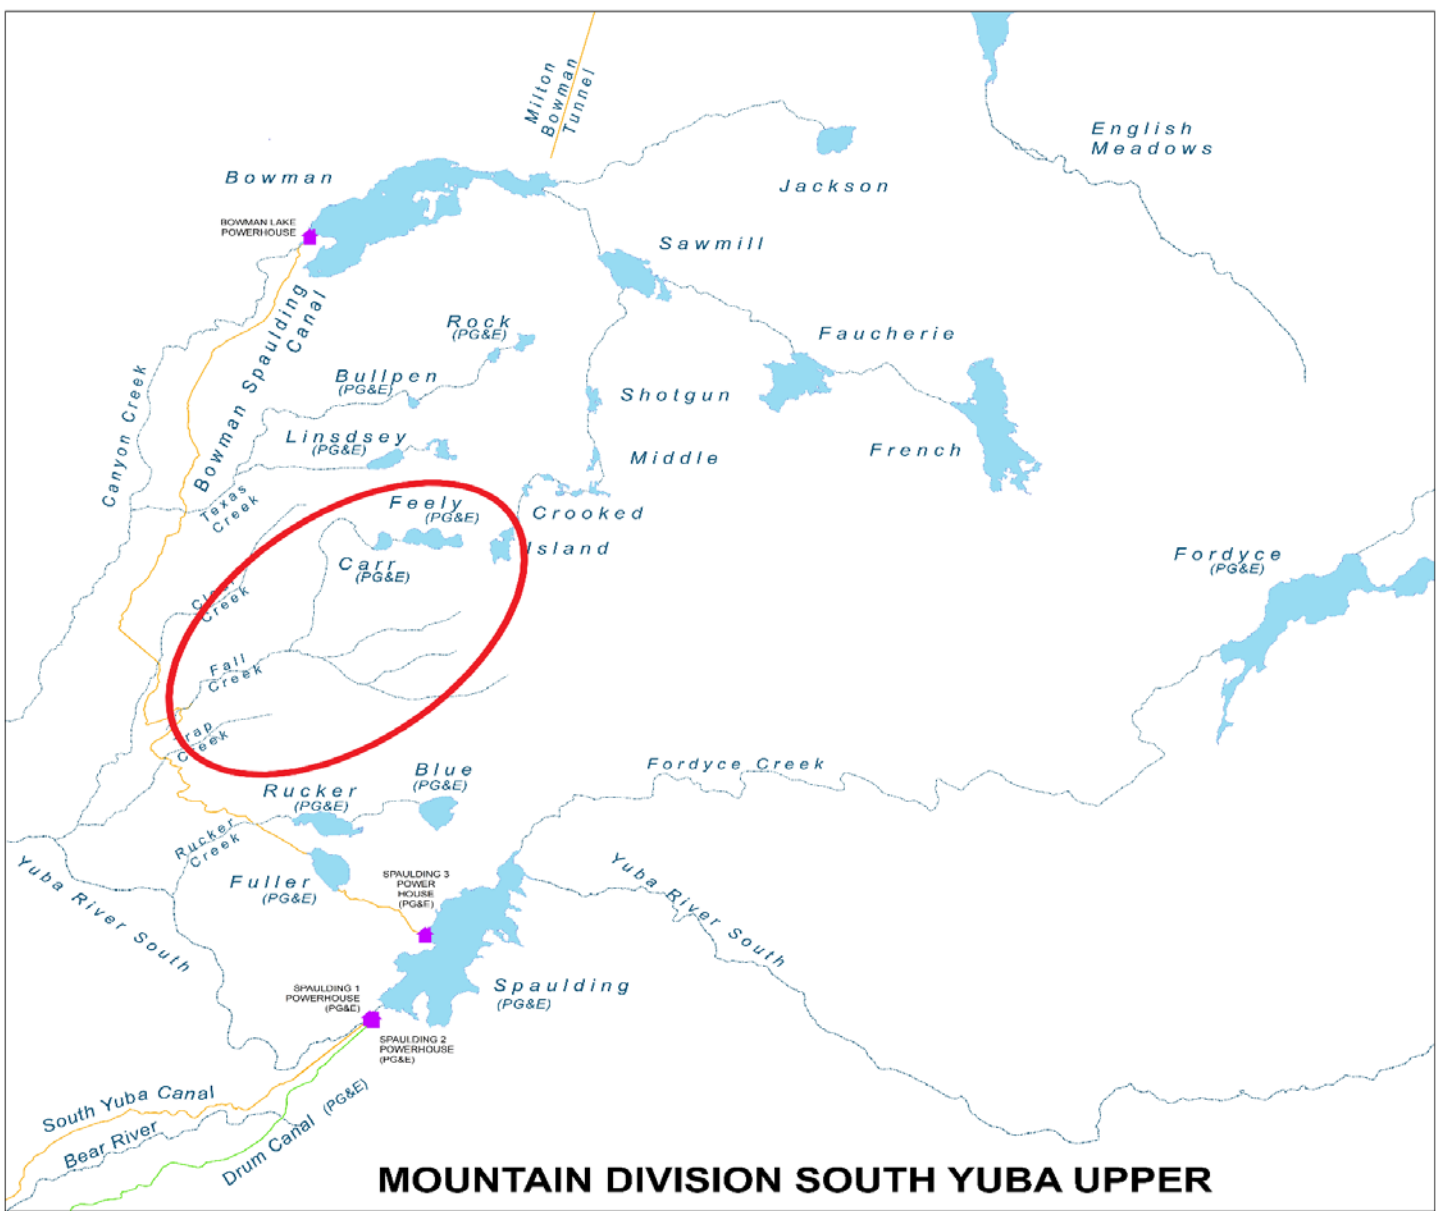 Milton
Bowman
Tunnel
English
Meadows
Bowman
Jackson
BOWMAN LAKE
POWERHOUSE
Sawmill
Bowman Spaulding
Canal
Rock
(PG&E)
Faucherie
Canyon Creek
Bullpen
(PG&E)
Shotgun
Linsdsey
(PG&E)
Middle
French
Texas
Creek
Feely
(PG&E)
Crooked
Island
Carr
(PG&E)
Fordyce
(PG&E)
Creek
Fall
Creek
Creek
Fordyce Creek
Blue
(PG&E)
Rucker
(PG&E)
Rucker
Creek
Yuba River South
Fuller
(PG&E)
SPAULDING 3
POWER
HOUSE
(PG&E)
Yuba River South
Spaulding
(PG&E)
SPAULDING 1
POWERHOUSE
(PG&E)
SPAULDING 2
POWERHOUSE
(PG&E)
South Yuba Canal
Bear River
Drum Canal (PG&E)
MOUNTAIN DIVISION SOUTH YUBA UPPER